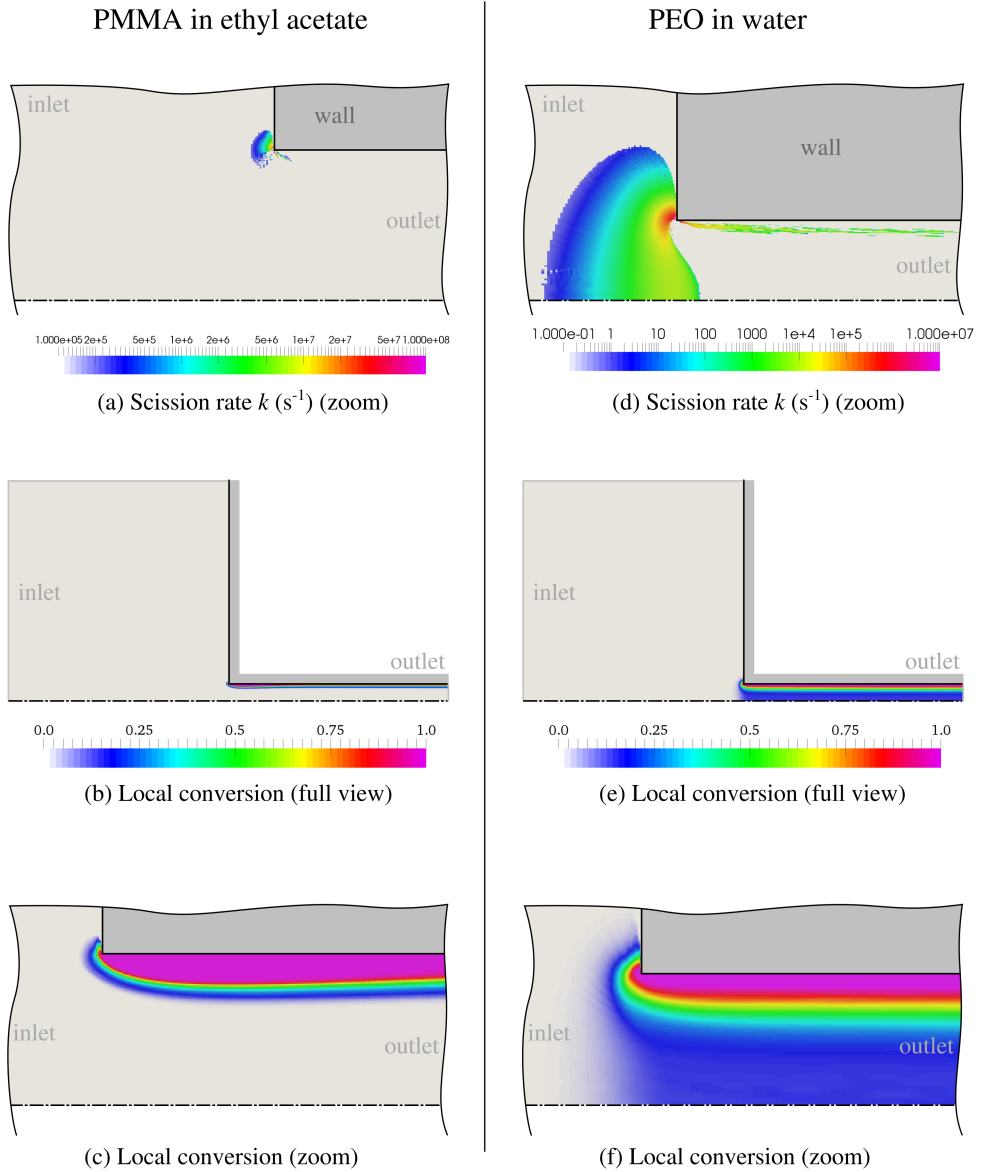 PMMA in ethyl acetate
inlet
wall
outlet
1.000e+05 2e+5 5e+5 1e+6 2e+6 5e+6 1e+7 2e+7 5e+7 1.000e+08
(a) Scission rate k (s-1) (zoom)
inlet
outlet
0.0 0.25 0.5 0.75 1.0
(b) Local conversion (full view)
inlet
outlet
(c) Local conversion (zoom)
PEO in water
inlet
wall
outlet
1.000e-01 1 10 100 1000 1e+4 1e+5 1.000e+07
(d) Scission rate k (s-1) (zoom)
inlet
outlet
0.0 0.25 0.5 0.75 1.0
(e) Local conversion (full view)
inlet
outlet
(f) Local conversion (zoom)